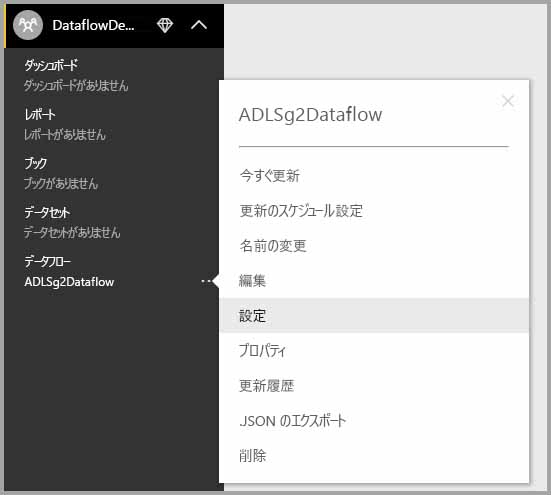 DataflowDe...
ダッシュボード
ダッシュボードがありません
レポート
レポートがありません
ブック
ブックがありません
データセット
データセットがありません
データフロー
ADLSg2Dataflow
ADLSg2Dataflow
今すぐ更新
更新のスケジュール設定
名前の変更
編集
設定
プロパティ
更新履歴
.JSON のエクスポート
削除